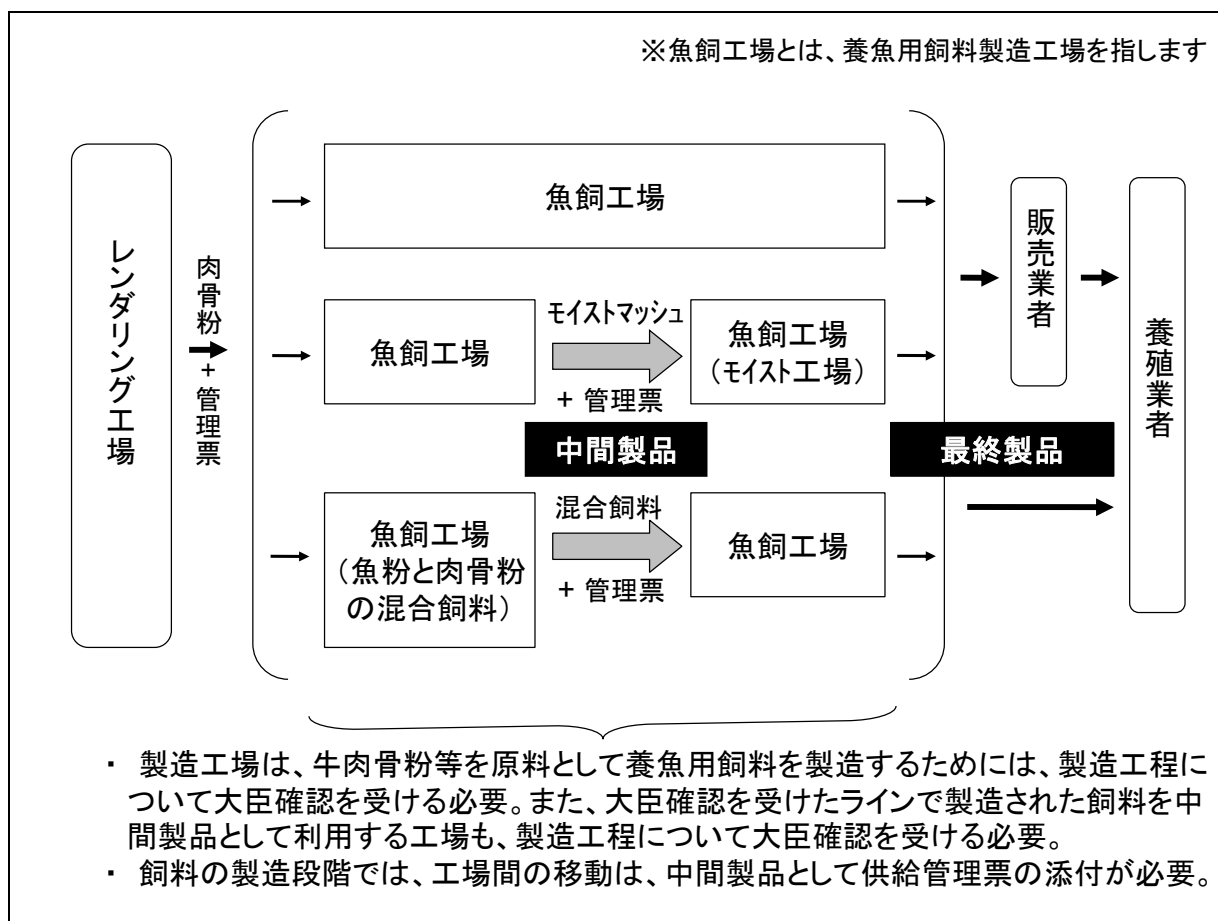 ※魚飼工場とは、養魚用飼料製造工場を指します
レンダリング工場
肉骨粉
+
管理票
魚飼工場
魚飼工場
モイストマッシュ
+ 管理票
魚飼工場
（モイスト工場）
中間製品
魚飼工場
（魚粉と肉骨粉
の混合飼料）
混合飼料
+ 管理票
魚飼工場
最終製品
販売業者
養殖業者
・ 製造工場は、牛肉骨粉等を原料として養魚用飼料を製造するためには、製造工程に
ついて大臣確認を受ける必要。また、大臣確認を受けたラインで製造された飼料を中
間製品として利用する工場も、製造工程について大臣確認を受ける必要。
・ 飼料の製造段階では、工場間の移動は、中間製品として供給管理票の添付が必要。